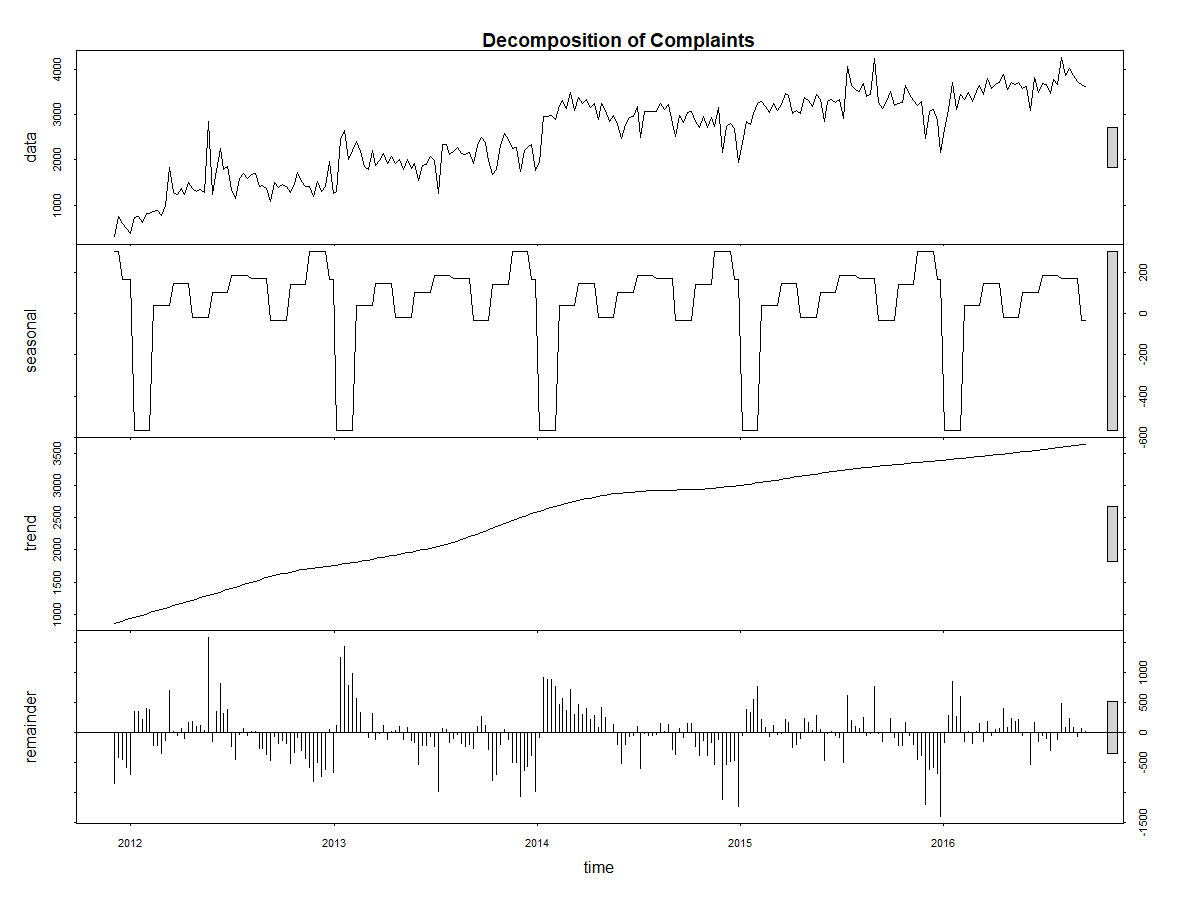 Decomposition of Complaints
data
1000 2000 3000 4000
seasonal
-600 -400 -200 0 200
trend
1000 1500 2000 2500 3000 3500
remainder
-1500 -500 0 500 1000
2012 2013 2014 2015 2016
time